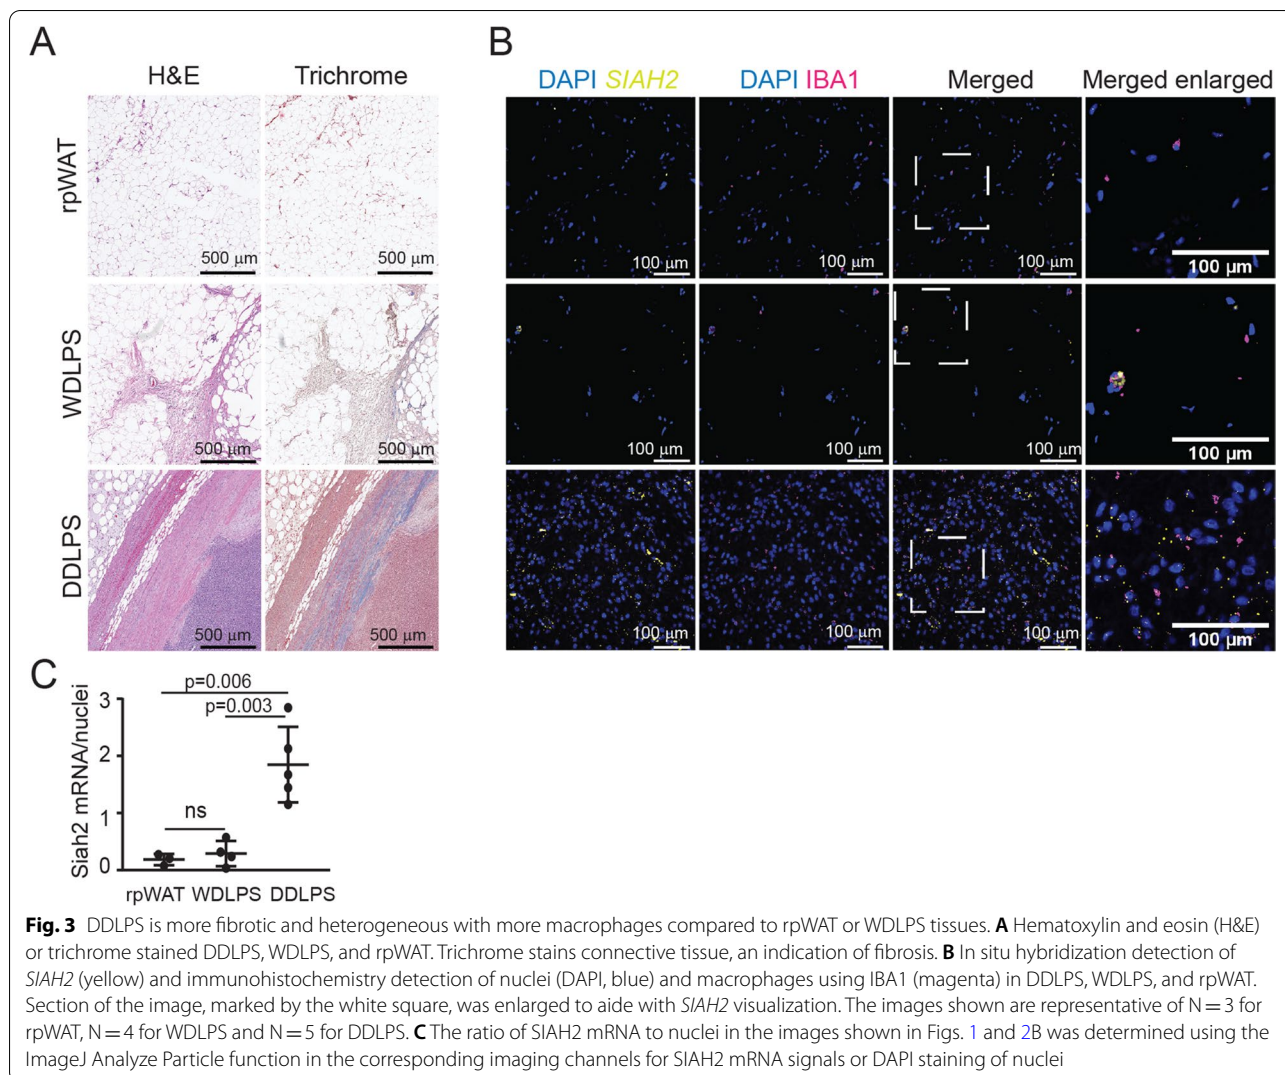 A
B
H&E
Trichrome
DAPI SIAH2
DAPI IBA1
Merged
Merged enlarged
rpWAT
500 µm
500 µm
100 µm
100 µm
100 µm
100 µm
WDLPS
500 µm
500 µm
100 µm
100 µm
100 µm
100 µm
DDLPS
500 µm
500 µm
100 µm
100 µm
100 µm
100 µm
C
Siah2 mRNA/nuclei
3
2
1
0
p=0.006
p=0.003
ns
rpWAT WDLPS DDLPS
Fig. 3 DDLPS is more fibrotic and heterogeneous with more macrophages compared to rpWAT or WDLPS tissues. A Hematoxylin and eosin (H&E)
or trichrome stained DDLPS, WDLPS, and rpWAT. Trichrome stains connective tissue, an indication of fibrosis. B In situ hybridization detection of
SIAH2 (yellow) and immunohistochemistry detection of nuclei (DAPI, blue) and macrophages using IBA1 (magenta) in DDLPS, WDLPS, and rpWAT.
Section of the image, marked by the white square, was enlarged to aide with SIAH2 visualization. The images shown are representative of N = 3 for
rpWAT, N = 4 for WDLPS and N = 5 for DDLPS. C The ratio of SIAH2 mRNA to nuclei in the images shown in Figs. 1 and 2B was determined using the
ImageJ Analyze Particle function in the corresponding imaging channels for SIAH2 mRNA signals or DAPI staining of nuclei